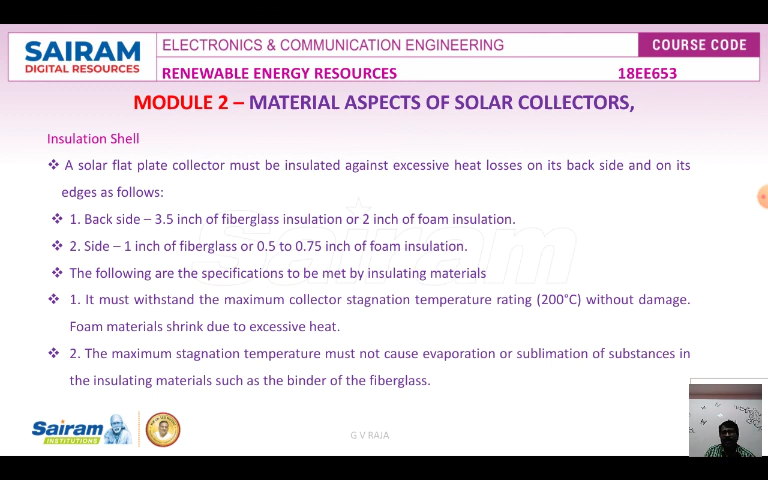 SAIRAM
DIGITAL RESOURCES
ELECTRONICS & COMMUNICATION ENGINEERING
COURSE CODE
RENEWABLE ENERGY RESOURCES
18EE653
MODULE 2 – MATERIAL ASPECTS OF SOLAR COLLECTORS,
Insulation Shell
❖ A solar flat plate collector must be insulated against excessive heat losses on its back side and on its
edges as follows:
❖ 1. Back side – 3.5 inch of fiberglass insulation or 2 inch of foam insulation.
❖ 2. Side – 1 inch of fiberglass or 0.5 to 0.75 inch of foam insulation.
❖ The following are the specifications to be met by insulating materials
❖ 1. It must withstand the maximum collector stagnation temperature rating (200°C) without damage.
Foam materials shrink due to excessive heat.
❖ 2. The maximum stagnation temperature must not cause evaporation or sublimation of substances in
the insulating materials such as the binder of the fiberglass.
Sairam
Sairam
INSTITUTIONS
G V RAJA